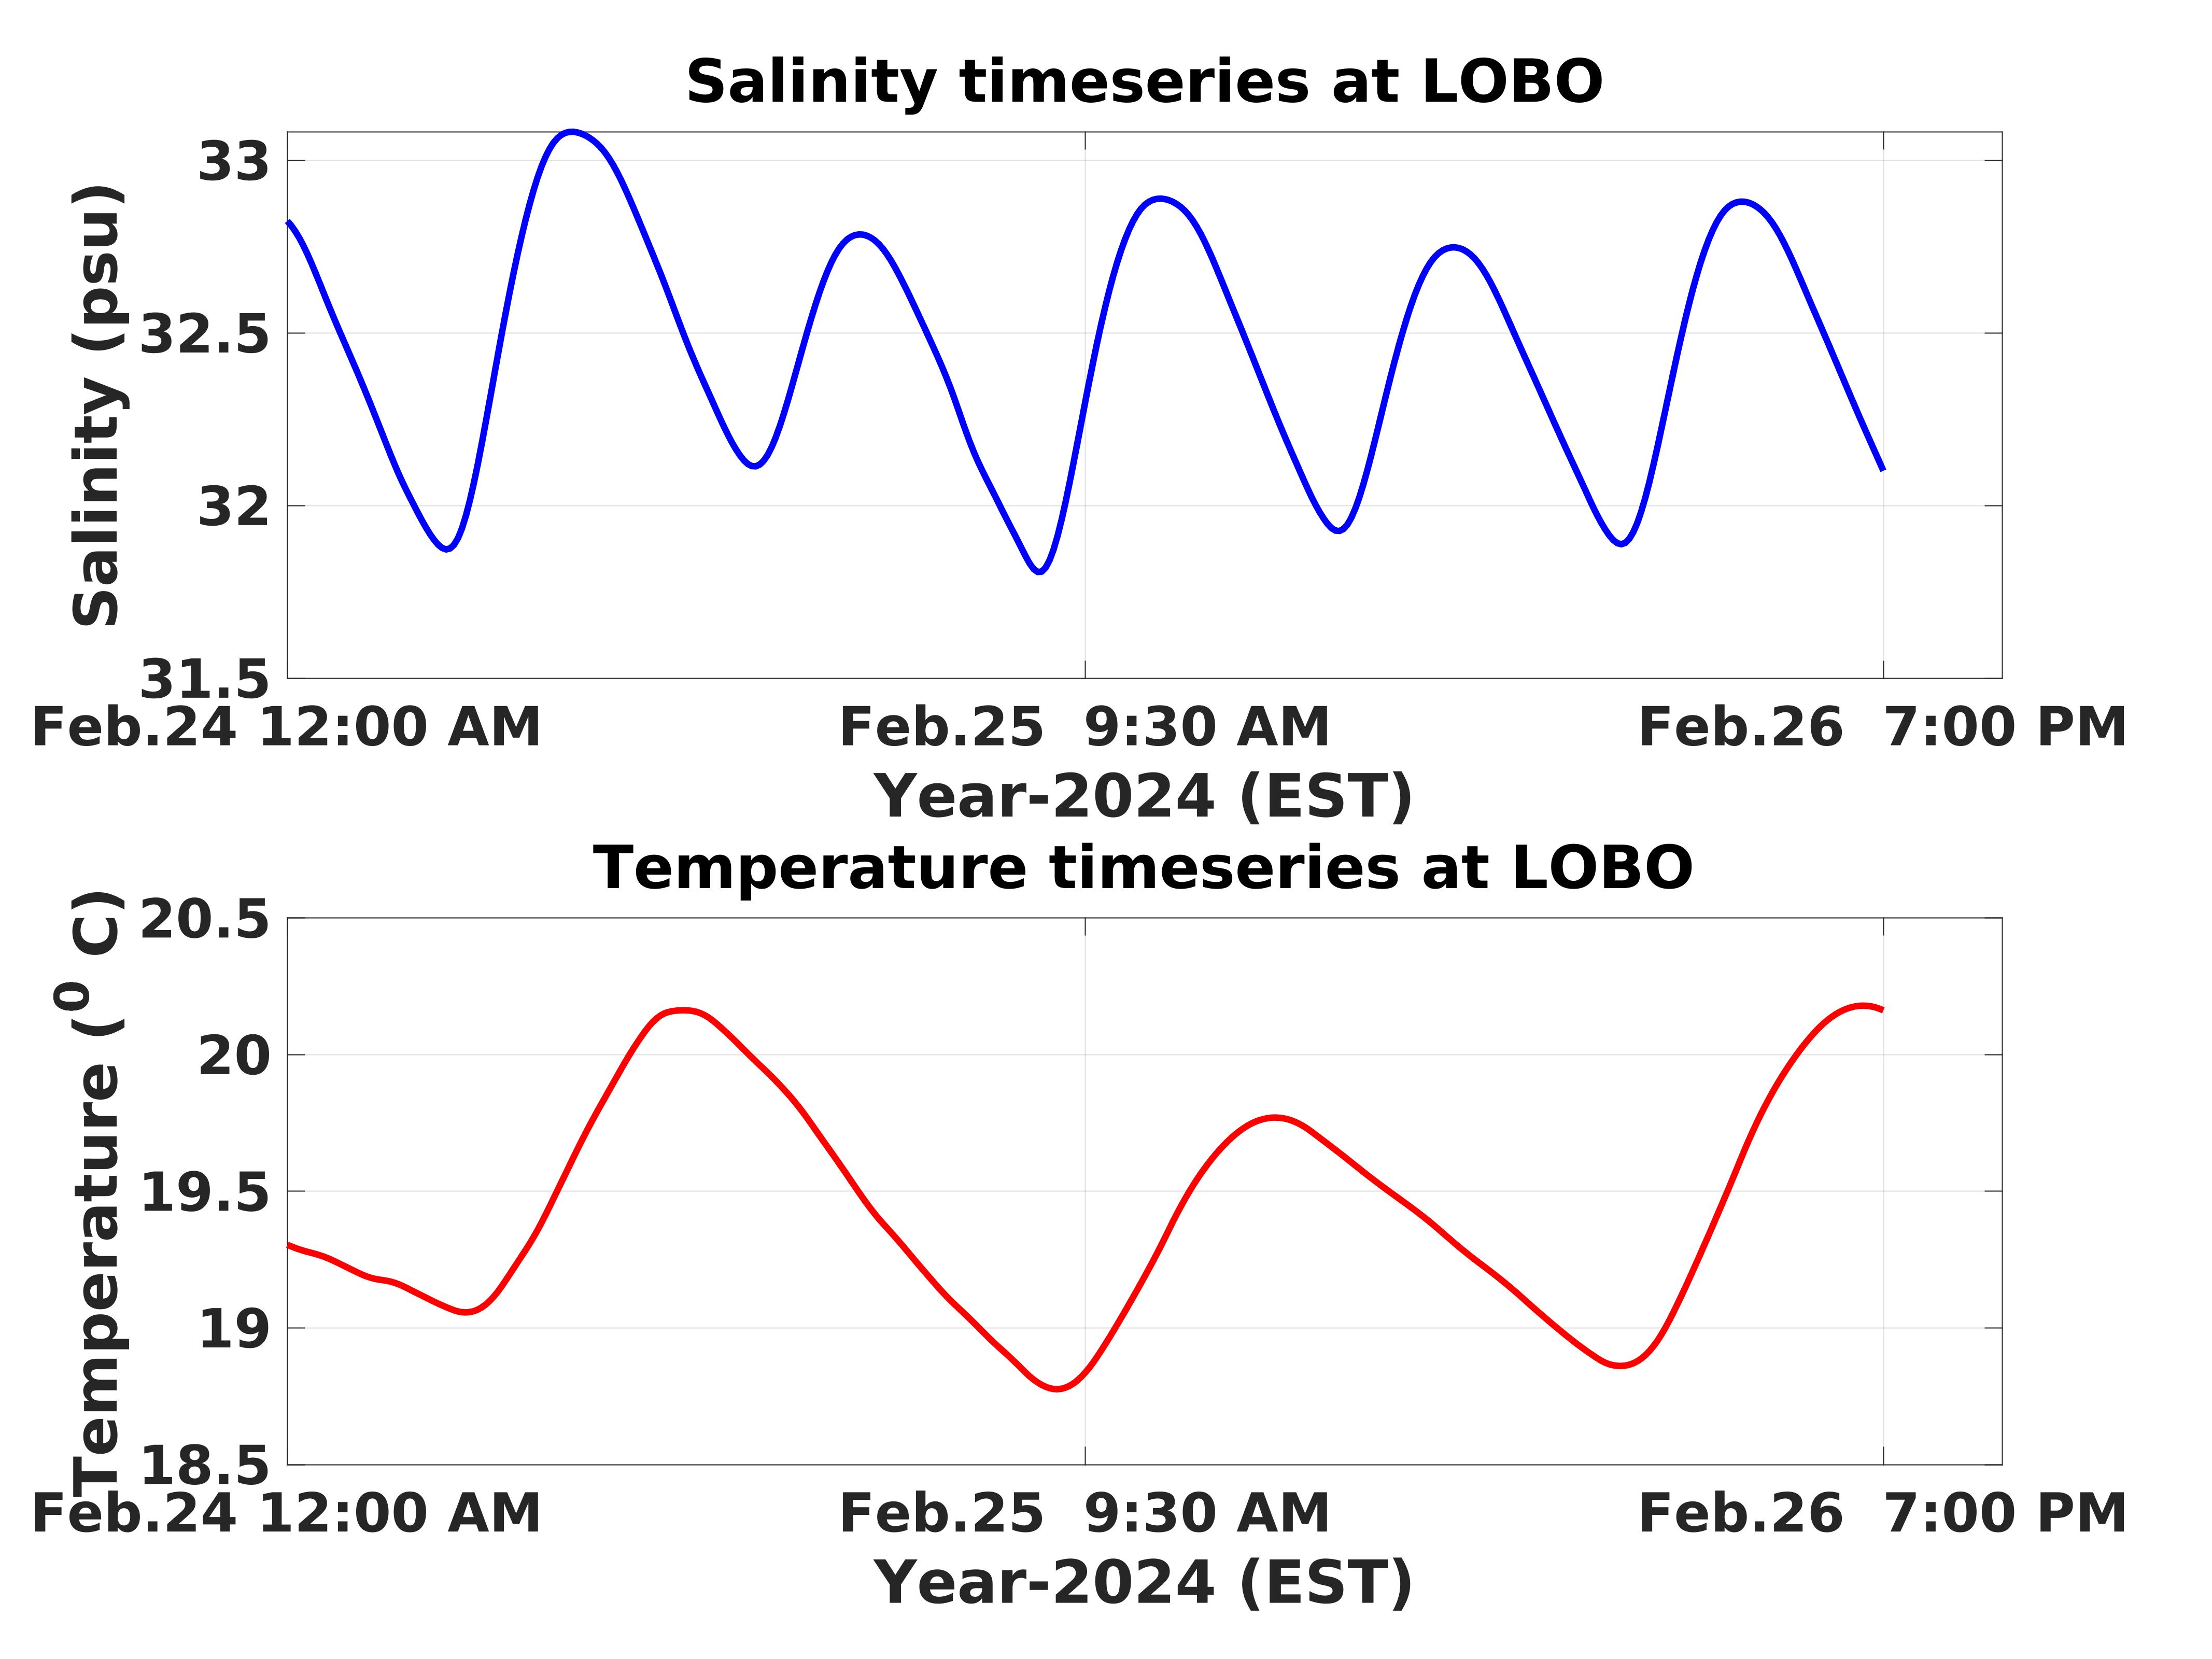 Salinity timeseries at LOBO
Salinity (psu)
33
32.5
32
31.5
Feb.24 12:00 AM Feb.25  9:30 AM Feb.26  7:00 PM
Year-2024 (EST)
Temperature timeseries at LOBO
Temperature (⁰ C)
20.5
20
19.5
19
18.5
Feb.24 12:00 AM Feb.25  9:30 AM Feb.26  7:00 PM
Year-2024 (EST)